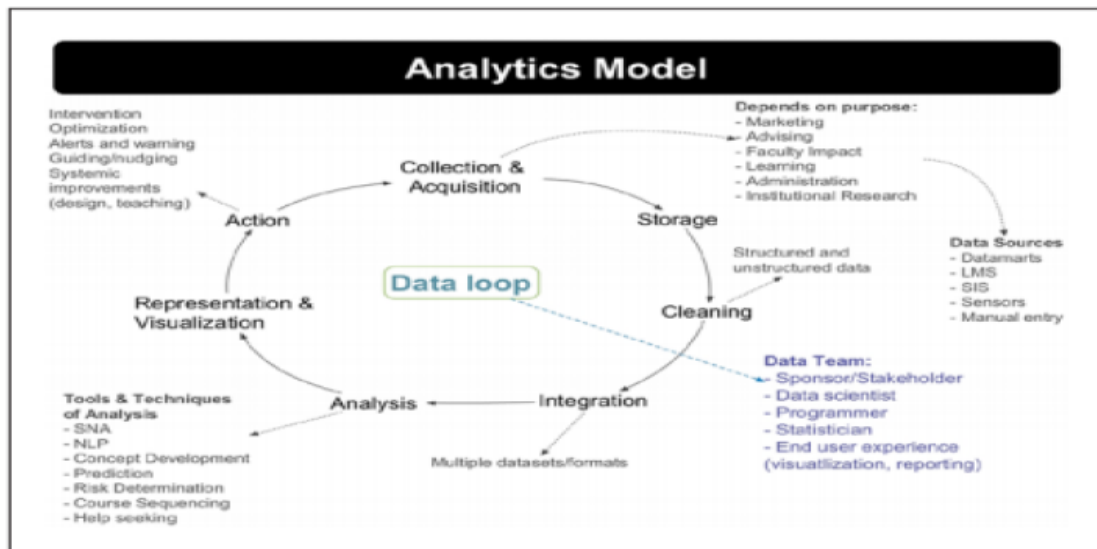 Analytics Model
Intervention
Optimization
Alerts and warning
Guiding/nudging
Systemic
improvements
(design, teaching)
Collection &
Acquisition
Depends on purpose:
- Marketing
- Advising
- Faculty Impact
- Learning
- Administration
- Institutional Research
Action
Storage
Structured and
unstructured data
Data Sources
- Datamarts
- LMS
- SIS
- Sensors
- Manual entry
Data loop
Representation &
Visualization
Cleaning
Data Team:
- Sponsor/Stakeholder
- Data scientist
- Programmer
- Statistician
- End user experience
(visuatlization, reporting)
Integration
Analysis
Tools & Techniques
of Analysis
- SNA
- NLP
- Concept Development
- Prediction
- Risk Determination
- Course Sequencing
- Help seeking
Multiple datasets/formats